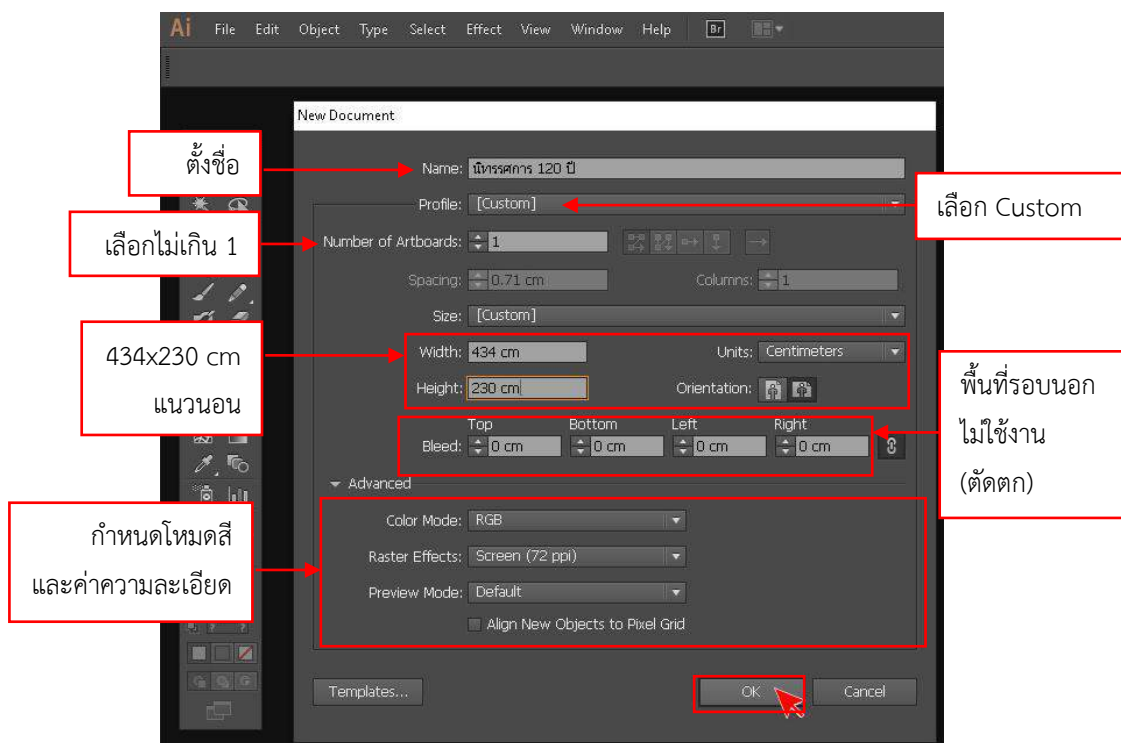 Ai File Edit Object Type Select Effect View Window Help Br
New Document
ตั้งชื่อ
Name: นิทรรศการ 120 ปี
Profile: [Custom]
เลือก Custom
เลือกไม่เกิน 1
Number of Artboards: 1
Spacing: 0.71 cm Columns: 1
Size: [Custom]
434x230 cm
แนวนอน
Width: 434 cm Units: Centimeters
Height: 230 cm Orientation:
พื้นที่รอบนอก
ไม่ใช้งาน
(ตัดตก)
Top Bottom Left Right
Bleed: 0 cm 0 cm 0 cm 0 cm
Advanced
กำหนดโหมดสี
และค่าความละเอียด
Color Mode: RGB
Raster Effects: Screen (72 ppi)
Preview Mode: Default
Align New Objects to Pixel Grid
Templates... OK Cancel